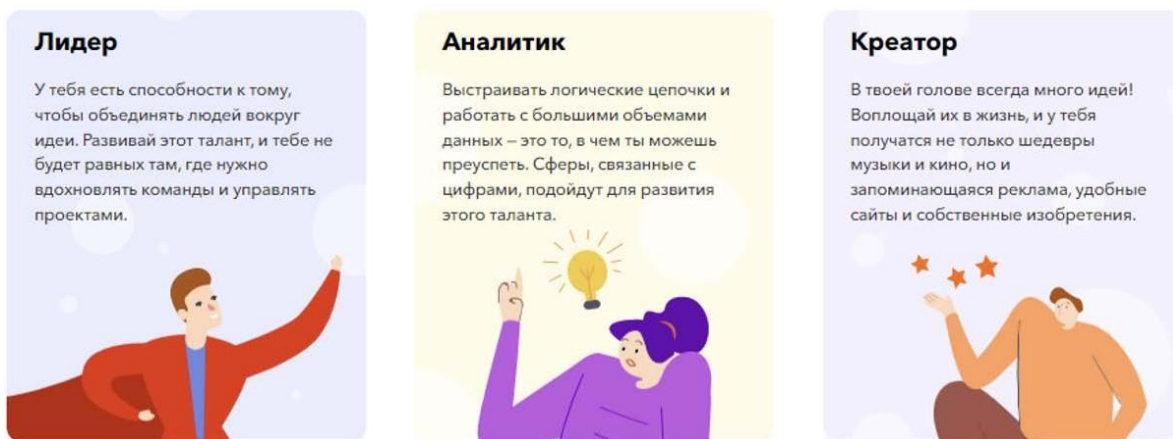 Лидер
У тебя есть способности к тому,
чтобы объединять людей вокруг
идеи. Развивай этот талант, и тебе не
будет равных там, где нужно
вдохновлять команды и управлять
проектами.
Аналитик
Выстраивать логические цепочки и
работать с большими объемами
данных – это то, в чем ты можешь
преуспеть. Сферы, связанные с
цифрами, подойдут для развития
этого таланта.
Креатор
В твоей голове всегда много идей!
Воплощай их в жизнь, и у тебя
получатся не только шедевры
музыки и кино, но и
запоминающаяся реклама, удобные
сайты и собственные изобретения.